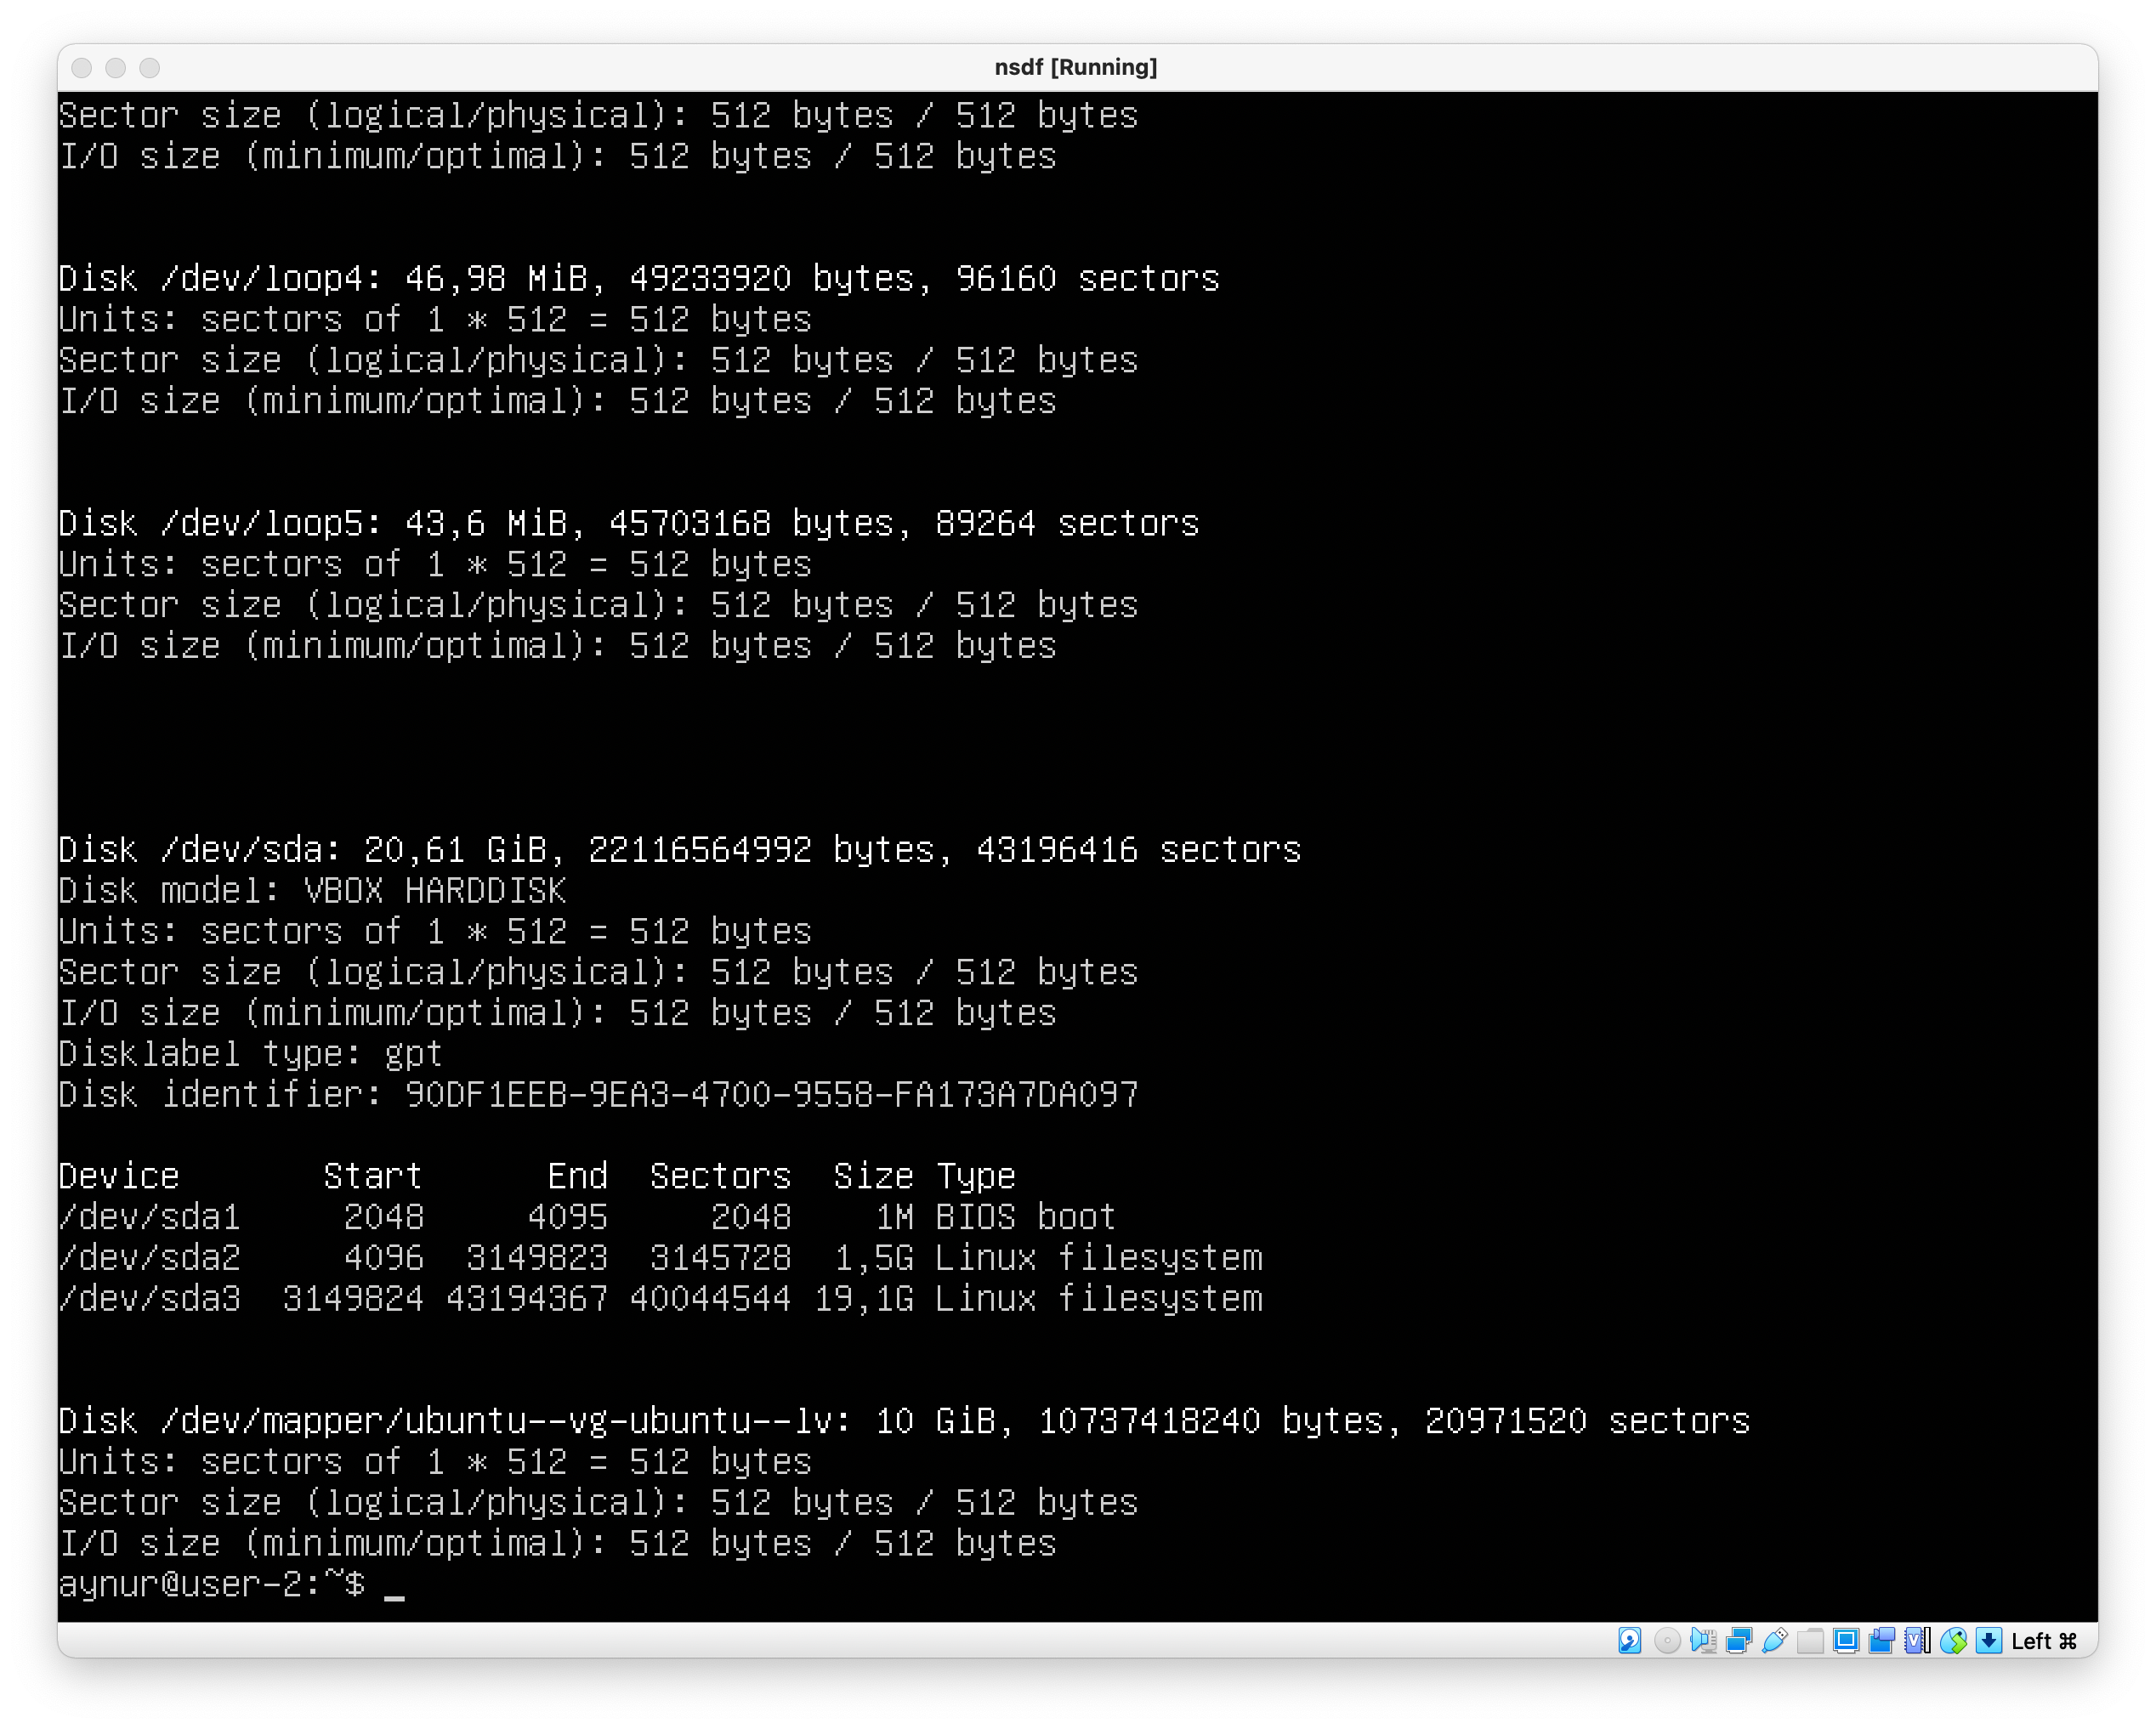 nsdf [Running]
Sector size (logical/physical): 512 bytes / 512 bytes
I/O size (minimum/optimal): 512 bytes / 512 bytes
Disk /dev/loop4: 46,98 MiB, 49233920 bytes, 96160 sectors
Units: sectors of 1 * 512 = 512 bytes
Sector size (logical/physical): 512 bytes / 512 bytes
I/O size (minimum/optimal): 512 bytes / 512 bytes
Disk /dev/loop5: 43,6 MiB, 45703168 bytes, 89264 sectors
Units: sectors of 1 * 512 = 512 bytes
Sector size (logical/physical): 512 bytes / 512 bytes
I/O size (minimum/optimal): 512 bytes / 512 bytes
Disk /dev/sda: 20,61 GiB, 22116564992 bytes, 43196416 sectors
Disk model: VBOX HARDDISK
Units: sectors of 1 * 512 = 512 bytes
Sector size (logical/physical): 512 bytes / 512 bytes
I/O size (minimum/optimal): 512 bytes / 512 bytes
Disklabel type: gpt
Disk identifier: 90DF1EEB-9EA3-4700-9558-FA173A7DA097
Device       Start      End  Sectors  Size Type
/dev/sda1     2048     4095     2048    1M BIOS boot
/dev/sda2     4096  3149823  3145728  1,5G Linux filesystem
/dev/sda3  3149824 43194367 40044544 19,1G Linux filesystem
Disk /dev/mapper/ubuntu--vg-ubuntu--lv: 10 GiB, 10737418240 bytes, 20971520 sectors
Units: sectors of 1 * 512 = 512 bytes
Sector size (logical/physical): 512 bytes / 512 bytes
I/O size (minimum/optimal): 512 bytes / 512 bytes
aynur@user-2:~$ _
Left ⌘